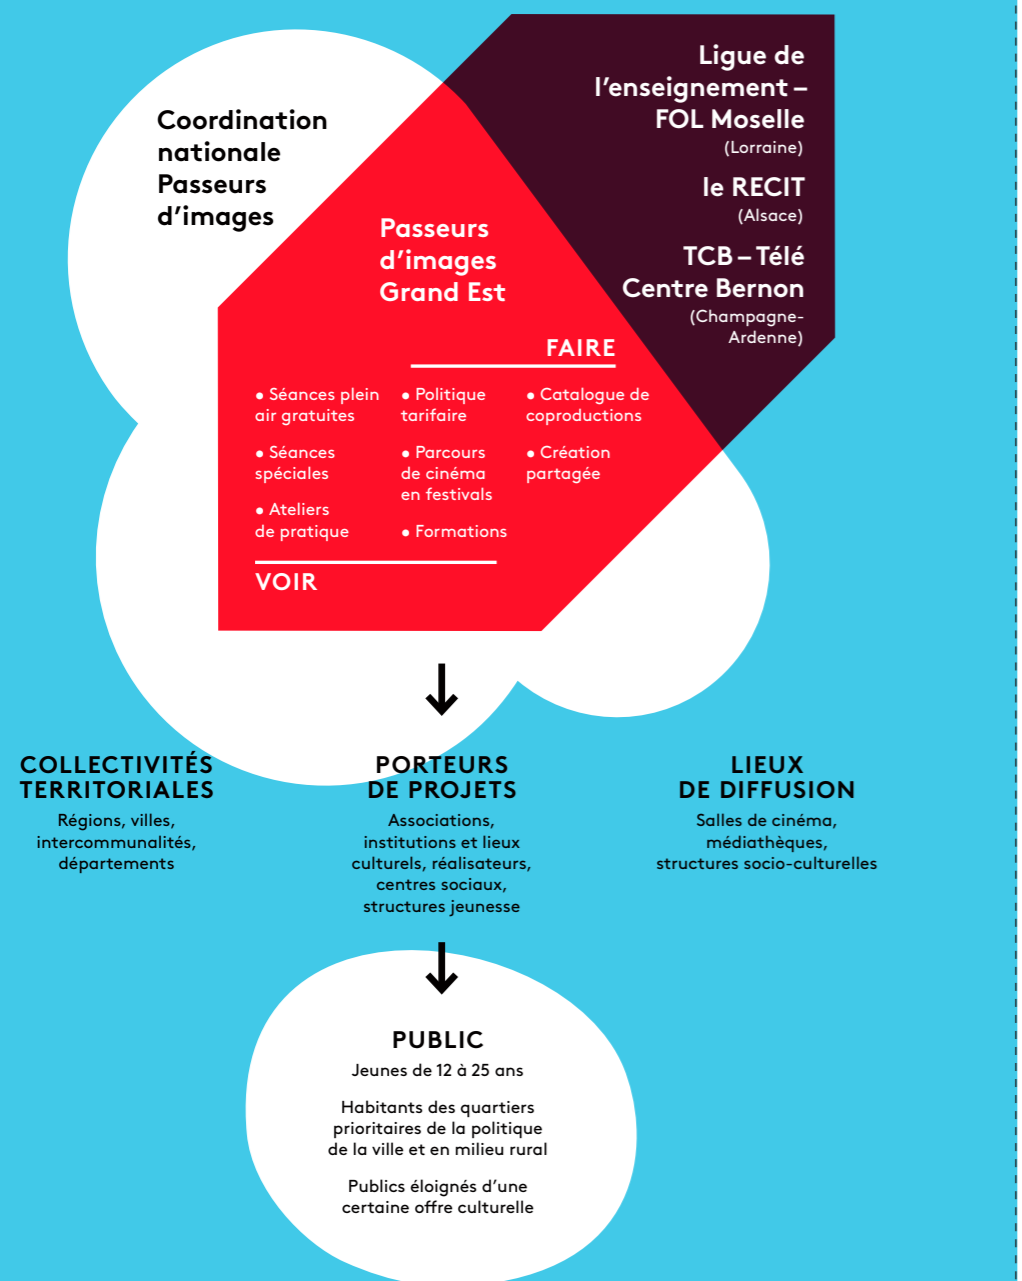 Coordination
nationale
Passeurs
d’images
Ligue de
l’enseignement –
FOL Moselle
(Lorraine)
le RECIT
(Alsace)
TCB – Télé
Centre Bernon
(Champagne-
Ardenne)
Passeurs
d’images
Grand Est
FAIRE
• Séances plein
air gratuites
• Séances
spéciales
• Ateliers
de pratique
• Politique
tarifaire
• Parcours
de cinéma
en festivals
• Formations
• Catalogue de
coproductions
• Création
partagée
VOIR
COLLECTIVITÉS
TERRITORIALES
Régions, villes,
intercommunalités,
départements
PORTEURS
DE PROJETS
Associations,
institutions et lieux
culturels, réalisateurs,
centres sociaux,
structures jeunesse
LIEUX
DE DIFFUSION
Salles de cinéma,
médiathèques,
structures socio-culturelles
PUBLIC
Jeunes de 12 à 25 ans
Habitants des quartiers
prioritaires de la politique
de la ville et en milieu rural
Publics éloignés d’une
certaine offre culturelle